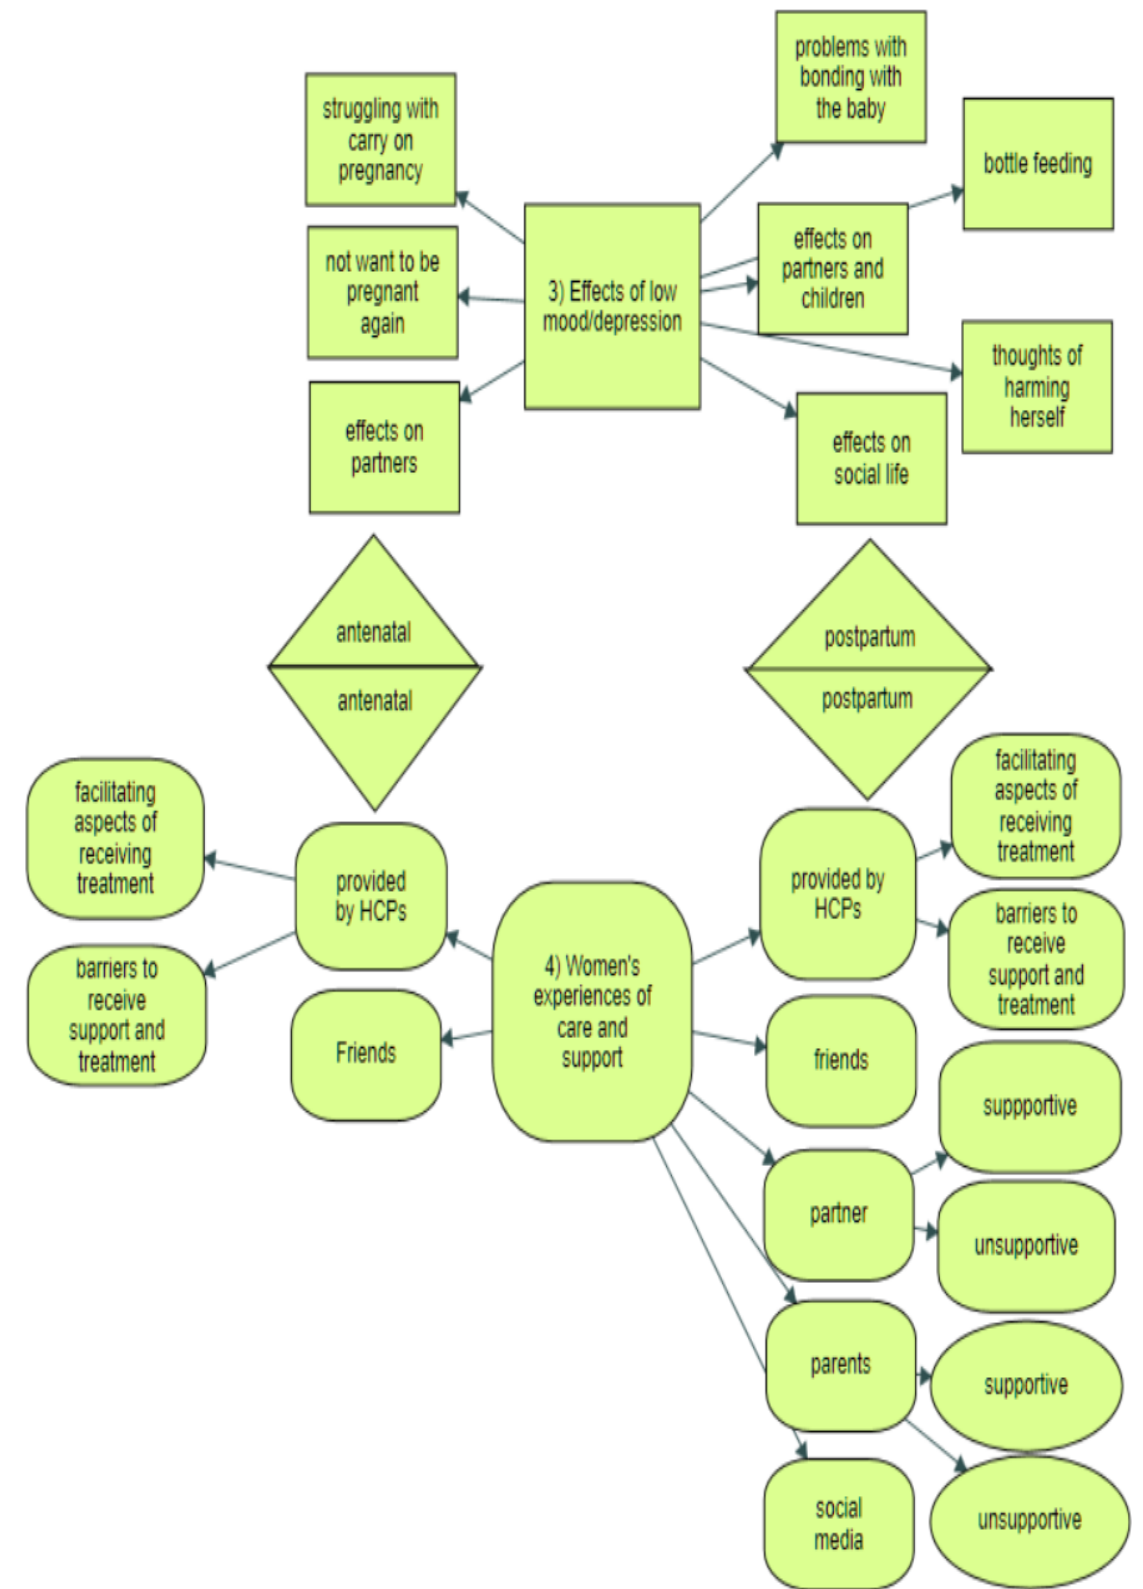 problems with
bonding with
the baby
struggling with
carry on
pregnancy
bottle feeding
effects on
partners and
children
not want to be
pregnant
again
3) Effects of low
mood/depression
thoughts of
harming
herself
effects on
partners
effects on
social life
antenatal
antenatal
postpartum
postpartum
facilitating
aspects of
receiving
treatment
provided
by HCPs
barriers to
receive
support and
treatment
Friends
4) Women's
experiences of
care and
support
provided by
HCPs
facilitating
aspects of
receiving
treatment
barriers to
receive
support and
treatment
friends
suppportive
partner
unsupportive
parents
supportive
unsupportive
social
media